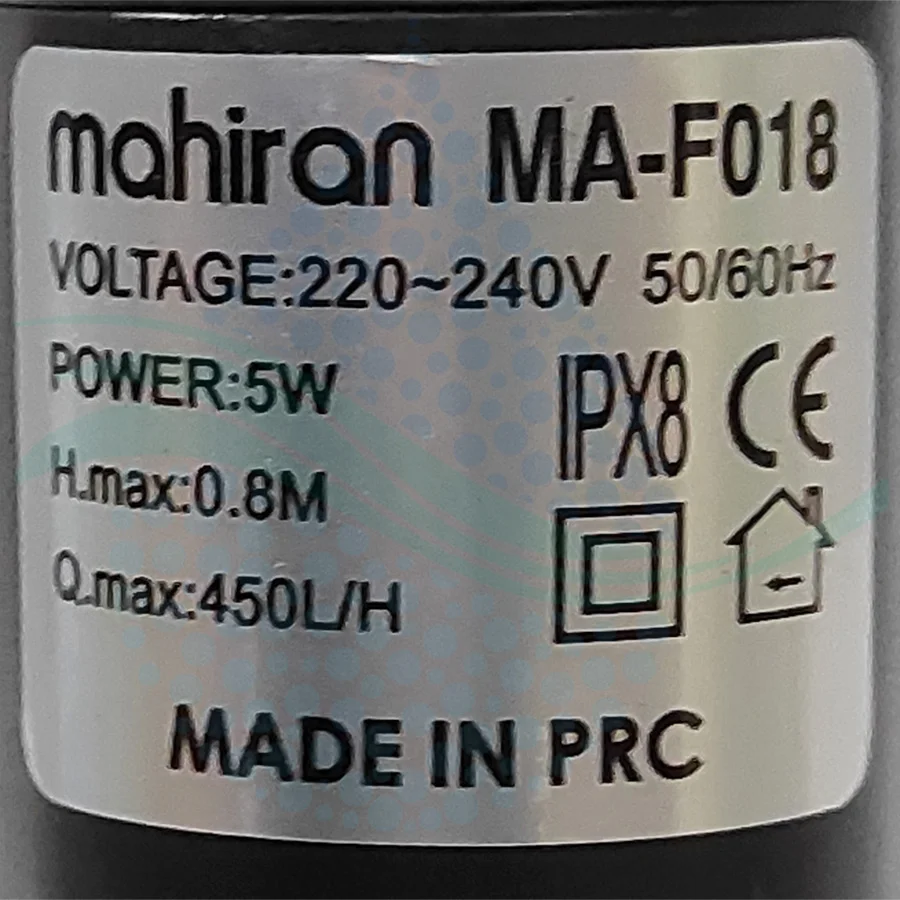 mahiran MA-F018
VOLTAGE:220~240V 50/60Hz
POWER:5W
IPX8 CE
H.max:0.8M
Q.max:450L/H
MADE IN PRC